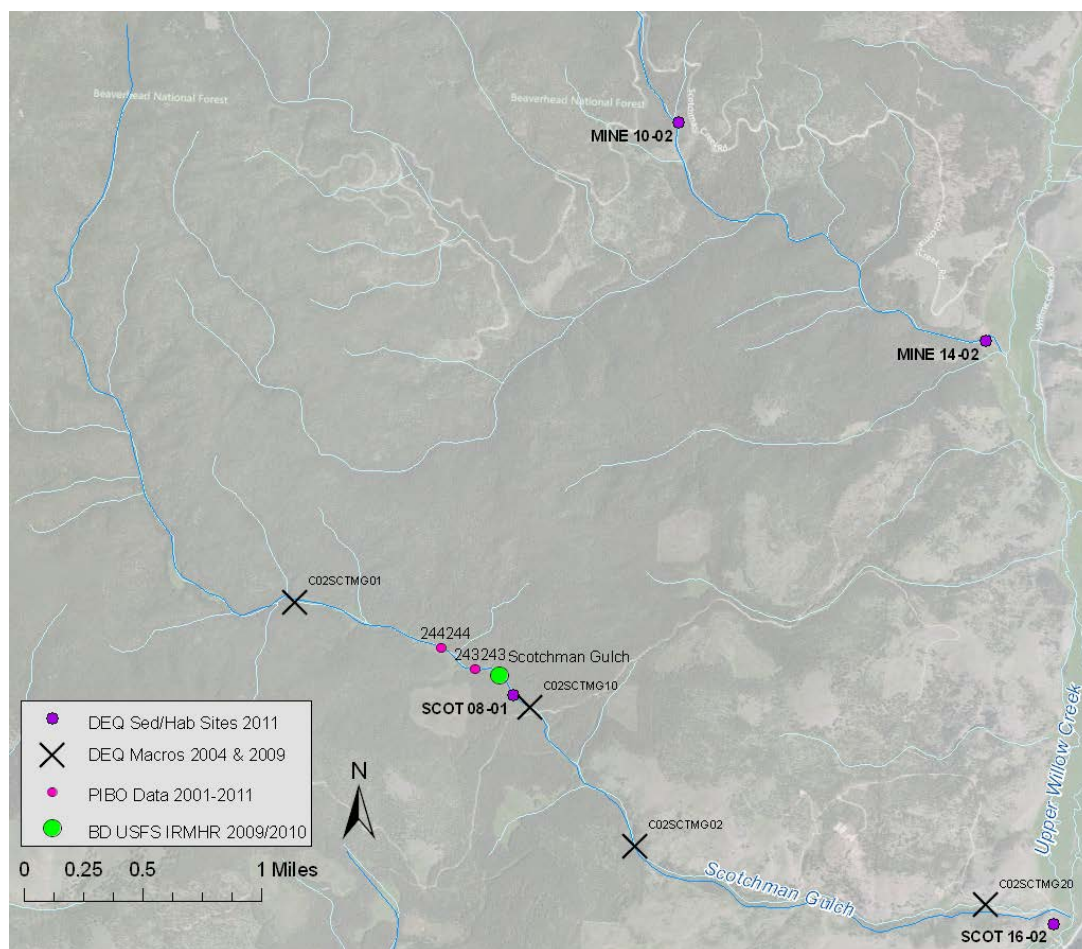 Beaverhead National Forest
Beaverhead National Forest
MINE 10-02
MINE 14-02
C02SCTMG01
244244
243243
Scotchman Gulch
C02SCTMG10
SCOT 08-01
C02SCTMG02
Upper Willow Creek
Scotchman Gulch
C02SCTMG20
SCOT 16-02
DEQ Sed/Hab Sites 2011
DEQ Macros 2004 & 2009
PIBO Data 2001-2011
BD USFS IRMHR 2009/2010
N
0 0.25 0.5 1 Miles